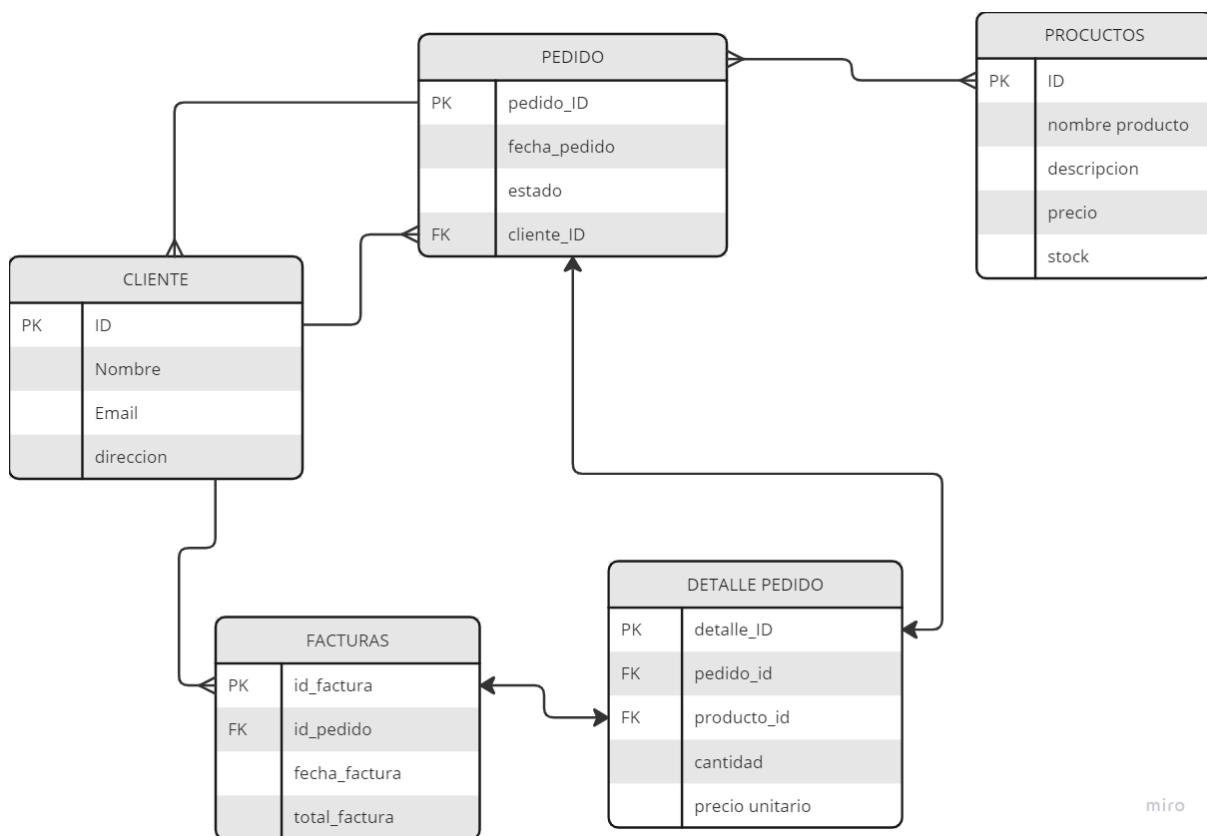 PEDIDO
PK pedido_ID
fecha_pedido
estado
FK cliente_ID
PROCUCTOS
PK ID
nombre producto
descripcion
precio
stock
CLIENTE
PK ID
Nombre
Email
direccion
FACTURAS
PK id_factura
FK id_pedido
fecha_factura
total_factura
DETALLE PEDIDO
PK detalle_ID
FK pedido_id
FK producto_id
cantidad
precio unitario
miro